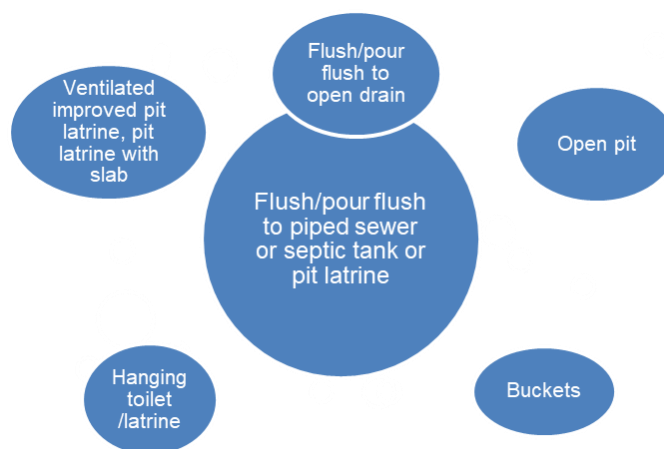 Flush/pour
flush to
open drain
Ventilated
improved pit
latrine, pit
latrine with
slab
Open pit
Flush/pour flush
to piped sewer
or septic tank or
pit latrine
Hanging
toilet
/latrine
Buckets